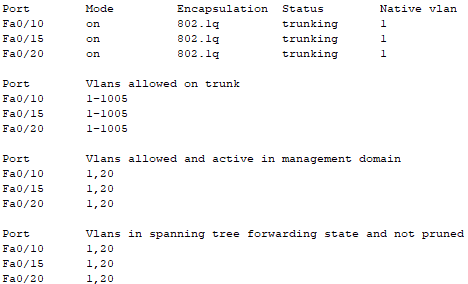 Port Mode Encapsulation Status Native vlan
Fa0/10 on 802.1q trunking 1
Fa0/15 on 802.1q trunking 1
Fa0/20 on 802.1q trunking 1
Port Vlans allowed on trunk
Fa0/10 1-1005
Fa0/15 1-1005
Fa0/20 1-1005
Port Vlans allowed and active in management domain
Fa0/10 1,20
Fa0/15 1,20
Fa0/20 1,20
Port Vlans in spanning tree forwarding state and not pruned
Fa0/10 1,20
Fa0/15 1,20
Fa0/20 1,20